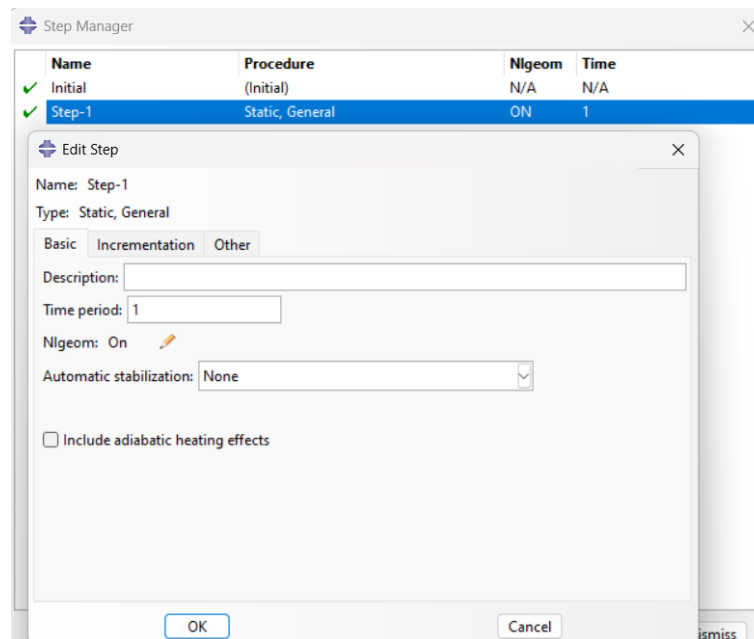 Step Manager
Name Procedure Nlgeom Time
Initial (Initial) N/A N/A
Step-1 Static, General ON 1
Edit Step
Name: Step-1
Type: Static, General
Basic Incrementation Other
Description:
Time period: 1
Nlgeom: On
Automatic stabilization: None
Include adiabatic heating effects
OK Cancel